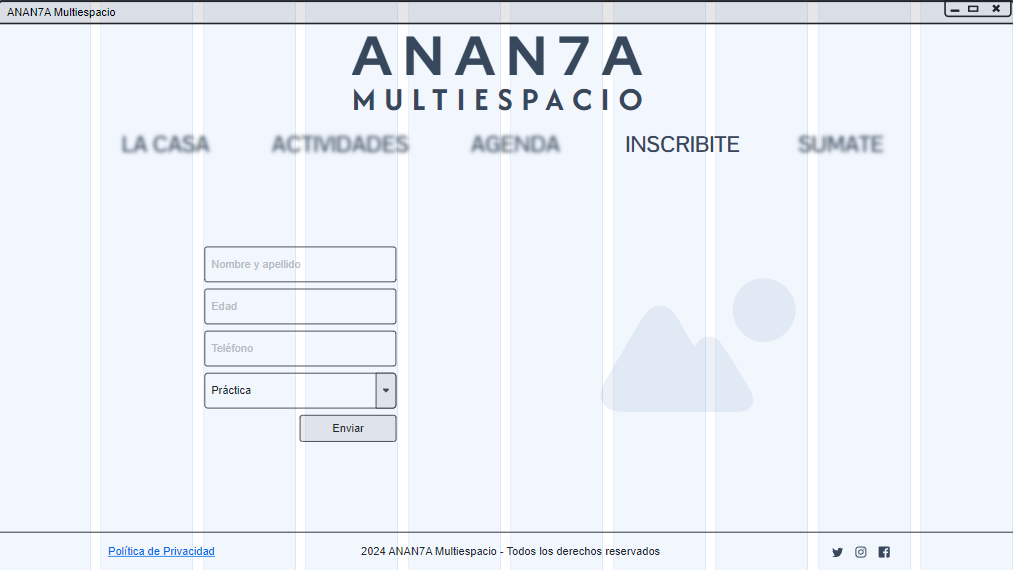 ANAN7A Multiespacio
ANAN7A
MULTIESPACIO
LA CASA ACTIVIDADES AGENDA INSCRIBITE SUMATE
Nombre y apellido
Edad
Teléfono
Práctica
Enviar
Política de Privacidad 2024 ANAN7A Multiespacio - Todos los derechos reservados